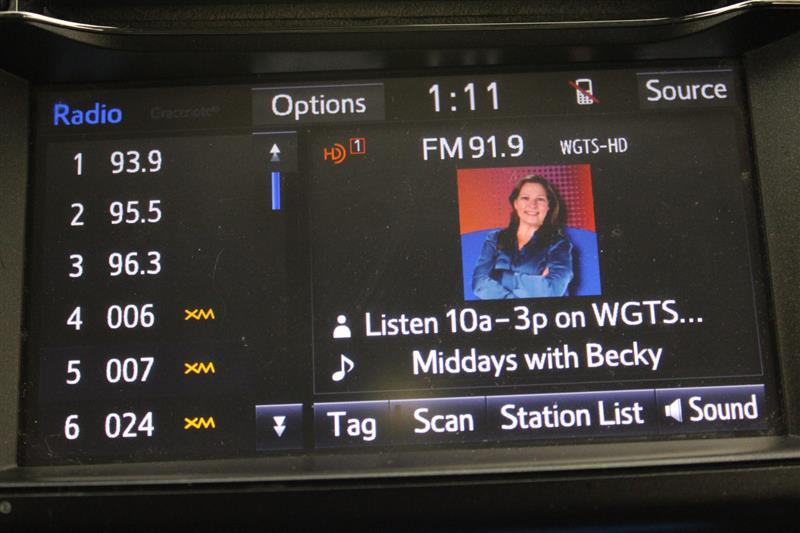 Radio Gracenote® Options 1:11 Source
1 93.9
2 95.5
3 96.3
4 006 XM
5 007 XM
6 024 XM
HD 1 FM 91.9 WGTS-HD
Listen 10a-3p on WGTS...
Middays with Becky
Tag Scan Station List Sound